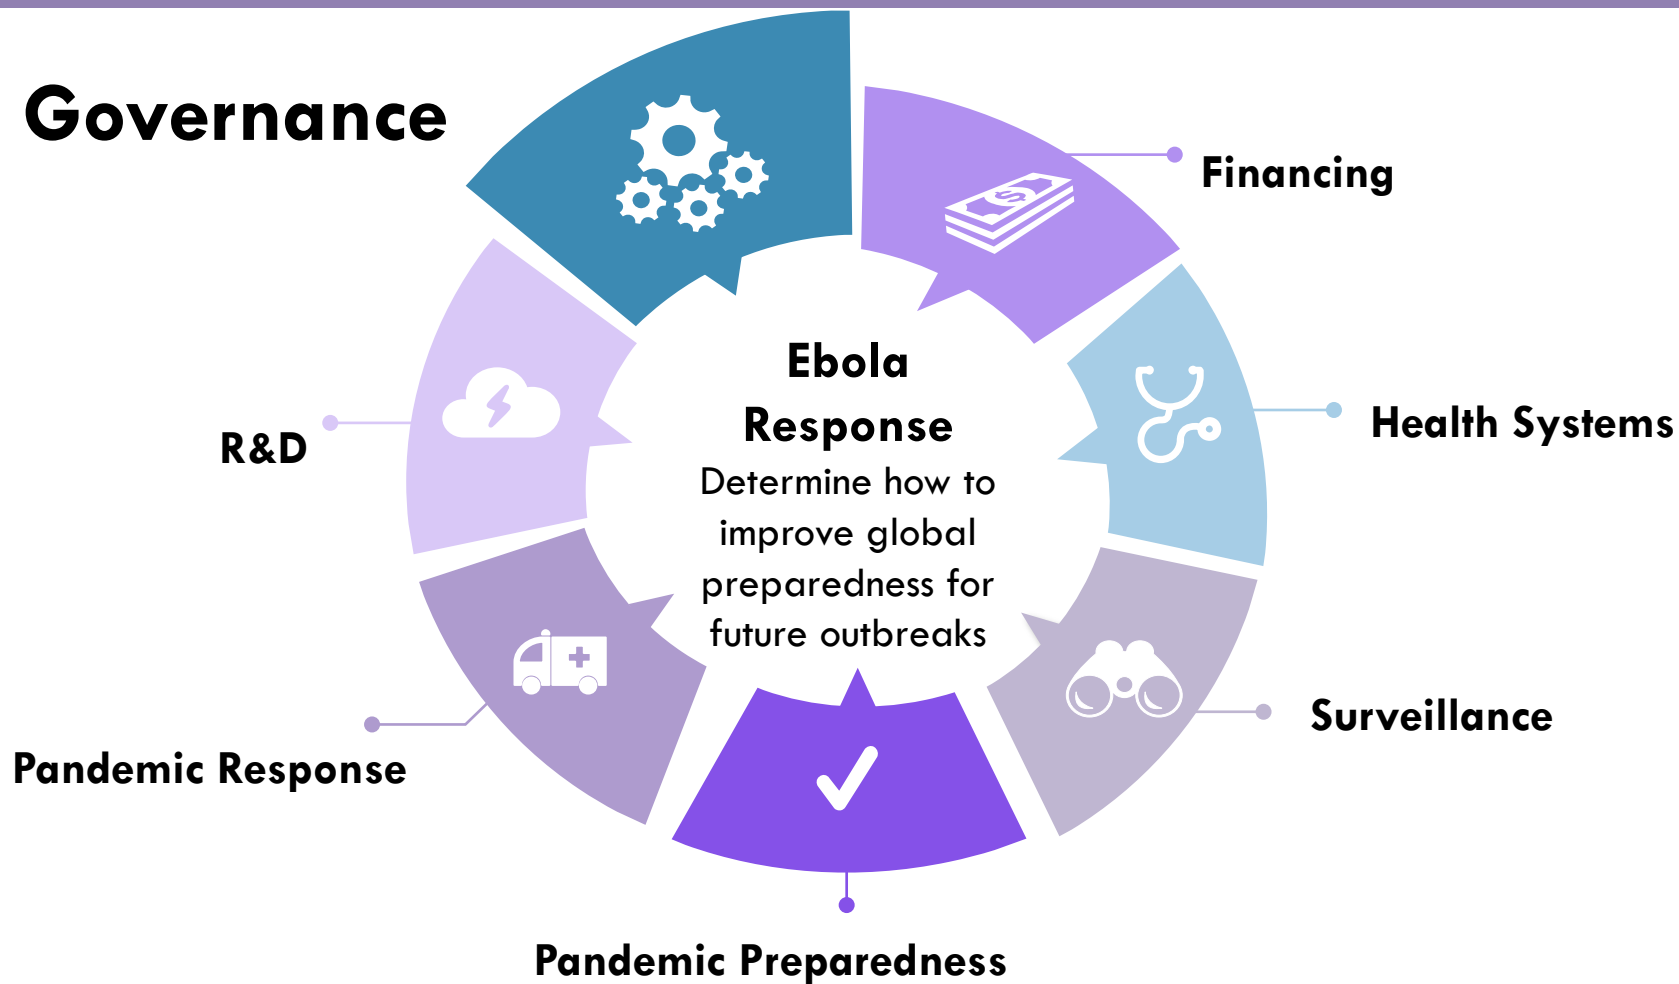 Governance
Financing
Health Systems
Surveillance
Pandemic Preparedness
Pandemic Response
R&D
Ebola
Response
Determine how to
improve global
preparedness for
future outbreaks